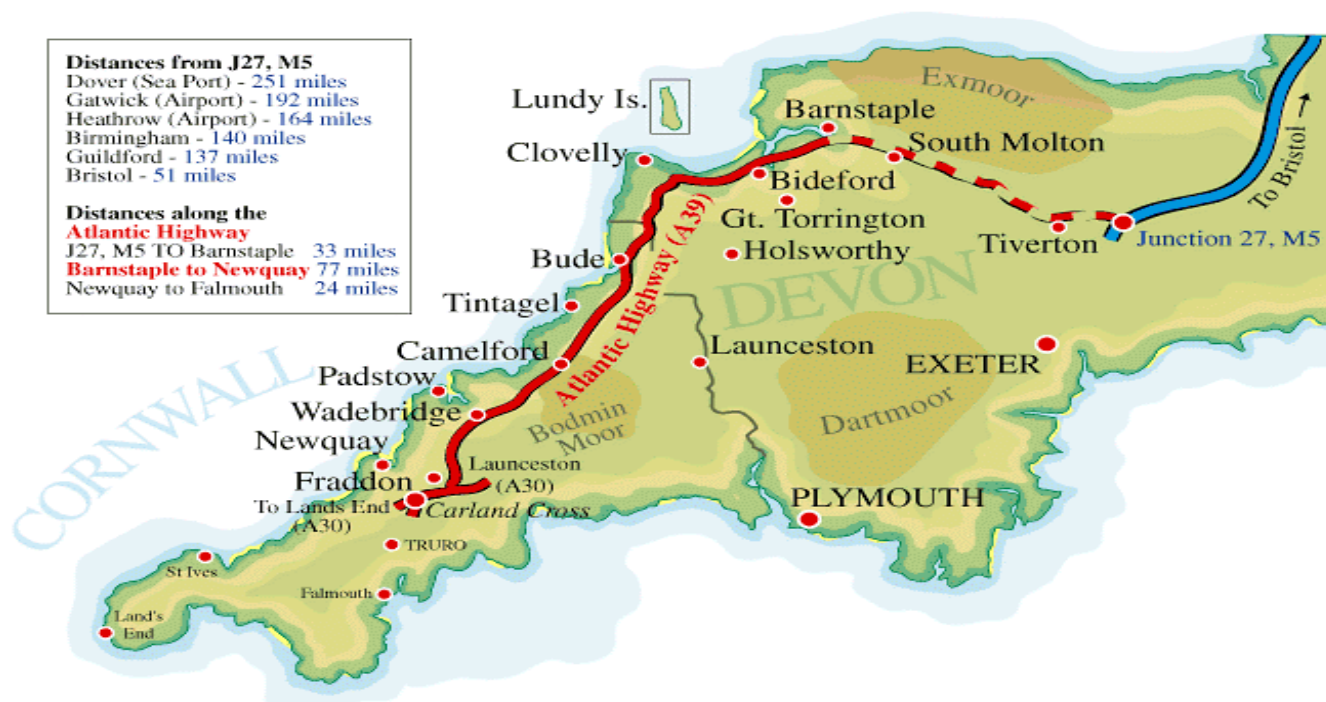 Distances from J27, M5
Dover (Sea Port) - 251 miles
Gatwick (Airport) - 192 miles
Heathrow (Airport) - 164 miles
Birmingham - 140 miles
Guildford - 137 miles
Bristol - 51 miles
Distances along the
Atlantic Highway
J27, M5 TO Barnstaple 33 miles
Barnstaple to Newquay 77 miles
Newquay to Falmouth 24 miles
Lundy Is.
Exmoor
Barnstaple
Clovelly
South Molton
To Bristol →
Bideford
Gt. Torrington
Tiverton
Junction 27, M5
Bude
Holsworthy
Atlantic Highway (A39)
DEVON
Tintagel
Camelford
Launceston
EXETER
Padstow
CORNWALL
Wadebridge
Bodmin
Moor
Dartmoor
Newquay
Fraddon
Launceston
(A30)
To Lands End
(A30)
Carland Cross
PLYMOUTH
TRURO
St Ives
Falmouth
Land's
End